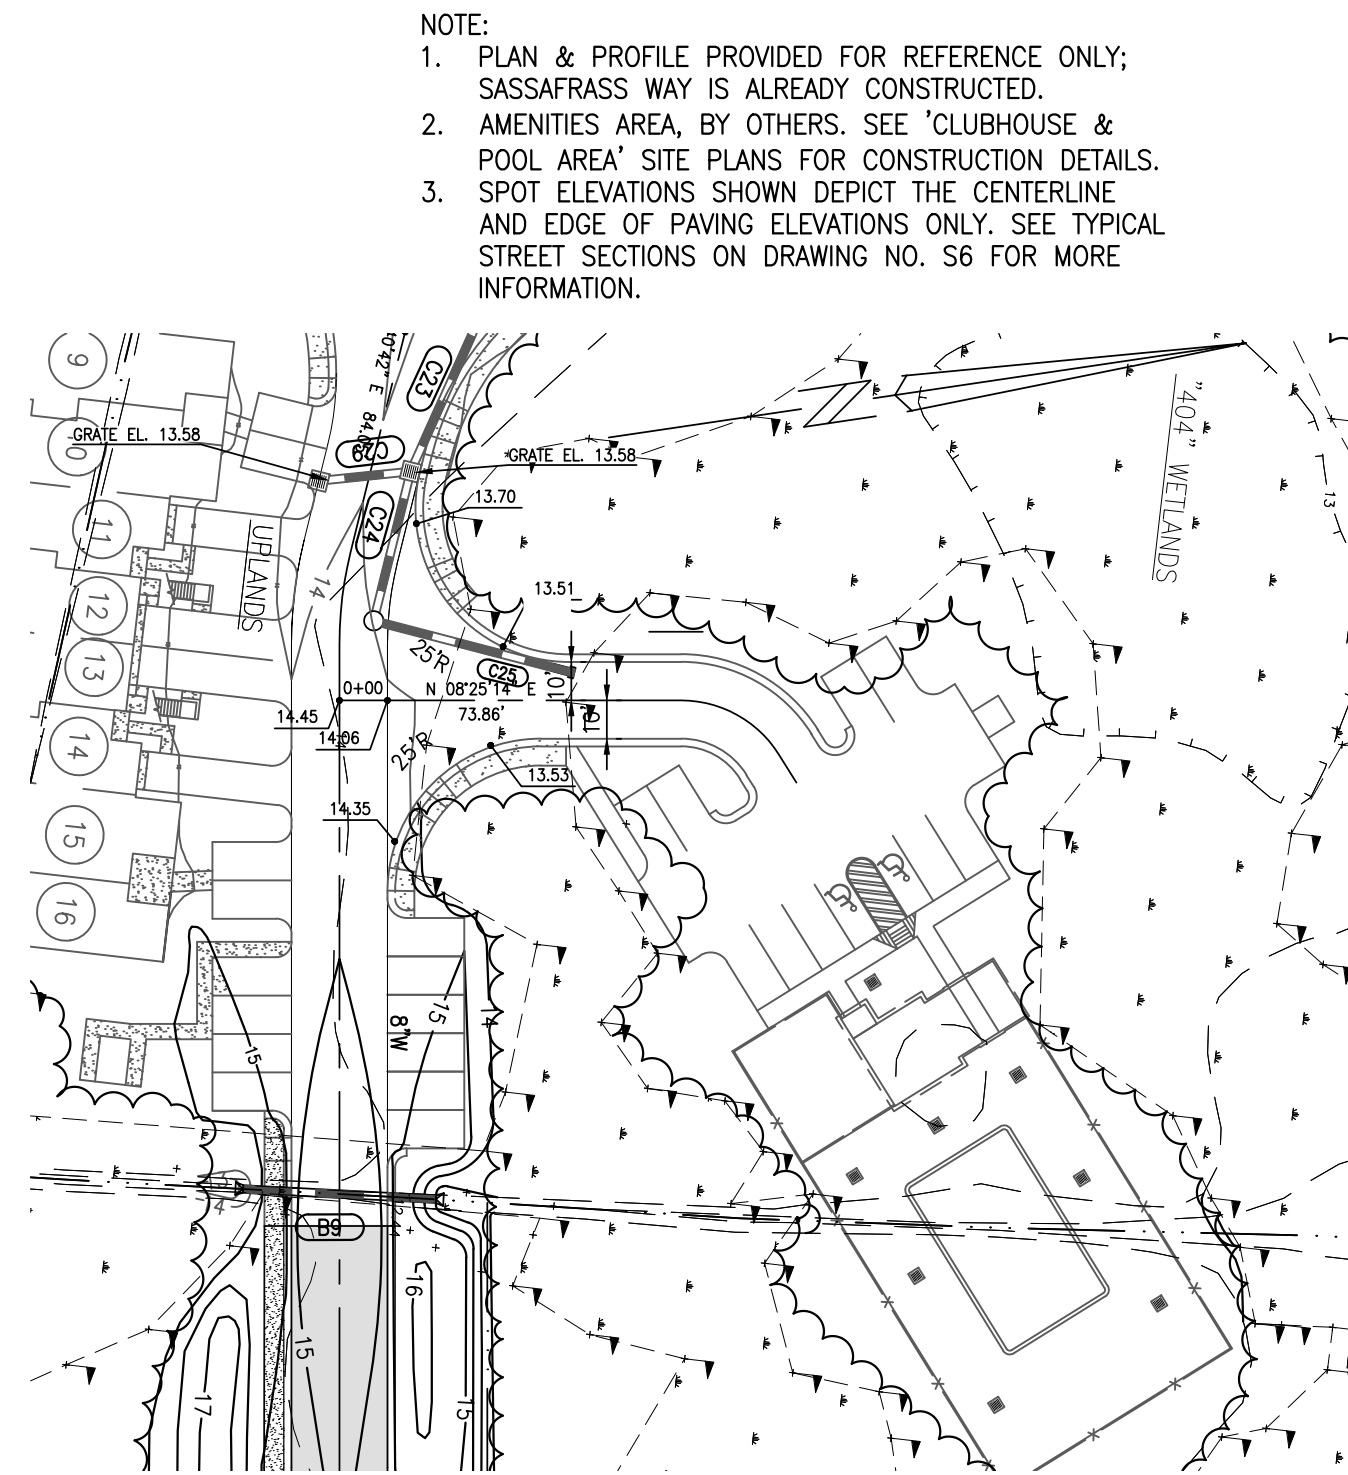 NOTE:
1. PLAN & PROFILE PROVIDED FOR REFERENCE ONLY;
SASSAFRASS WAY IS ALREADY CONSTRUCTED.
2. AMENITIES AREA, BY OTHERS. SEE 'CLUBHOUSE &
POOL AREA' SITE PLANS FOR CONSTRUCTION DETAILS.
3. SPOT ELEVATIONS SHOWN DEPICT THE CENTERLINE
AND EDGE OF PAVING ELEVATIONS ONLY. SEE TYPICAL
STREET SECTIONS ON DRAWING NO. S6 FOR MORE
INFORMATION.
9
C23
"404" WETLANDS
GRATE EL. 13.58
C29
*GRATE EL. 13.58
13.70
13
11
C24
UPLANDS
14
13.51
12
25'R
C25
13
10'
0+00
N 08°25'14" E
73.86'
14.45
14.06
19'
14
25'R
13.53
14.35
15
16
15
14
8"W
15
B9
16
15
17
15